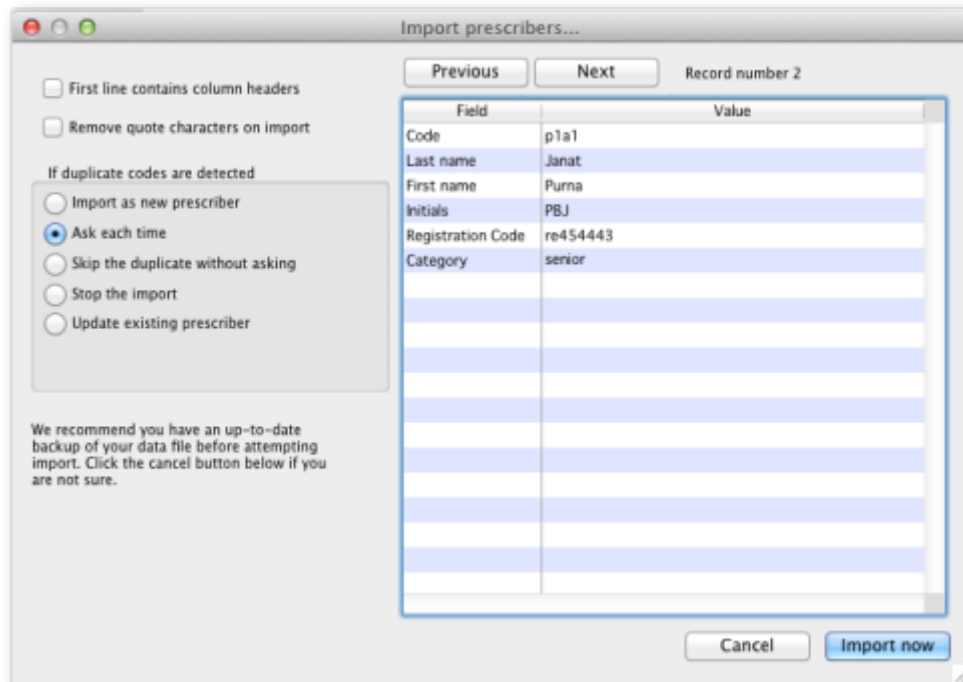 Import prescribers...
First line contains column headers
Remove quote characters on import
If duplicate codes are detected
Import as new prescriber
Ask each time
Skip the duplicate without asking
Stop the import
Update existing prescriber
We recommend you have an up-to-date
backup of your data file before attempting
import. Click the cancel button below if you
are not sure.
Previous Next Record number 2
Field Value
Code p1a1
Last name Janat
First name Purna
Initials PBJ
Registration Code re454443
Category senior
Cancel Import now